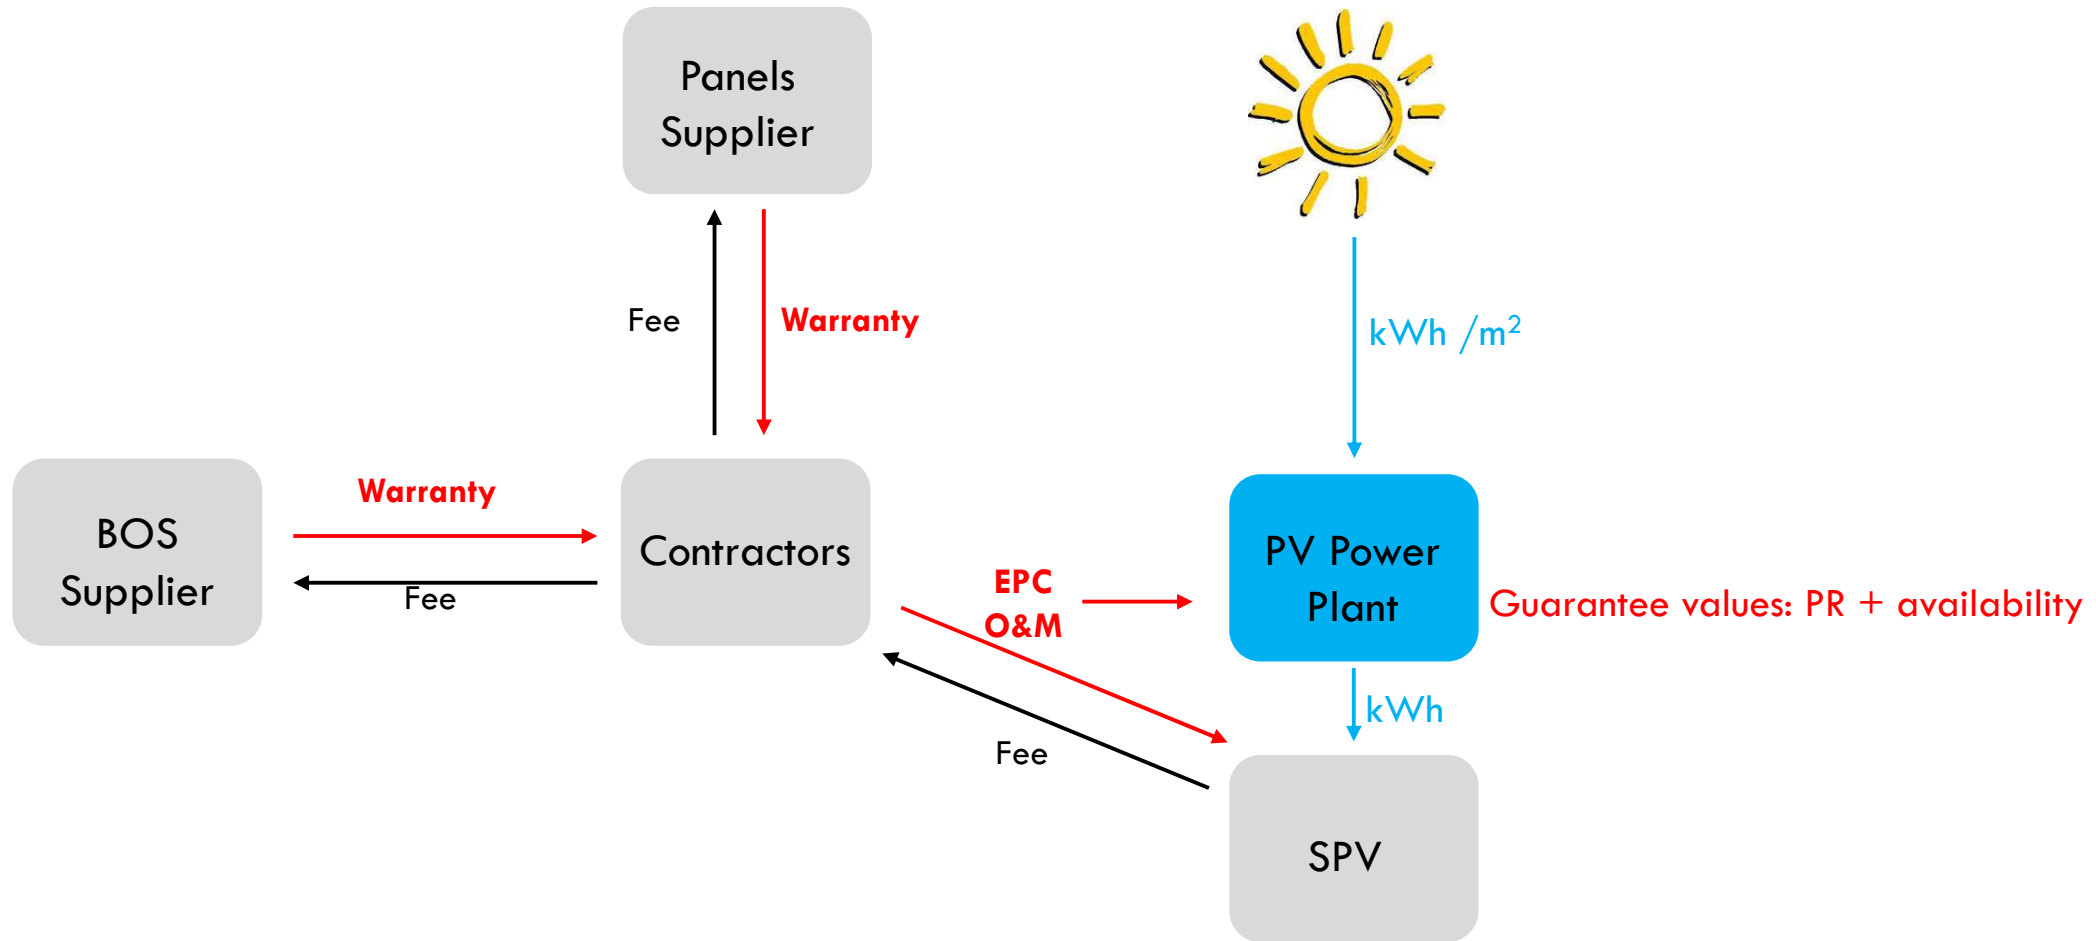 Panels
Supplier
Fee
Warranty
kWh /m²
BOS
Supplier
Warranty
Fee
Contractors
EPC
O&M
Fee
PV Power
Plant
Guarantee values: PR + availability
kWh
SPV